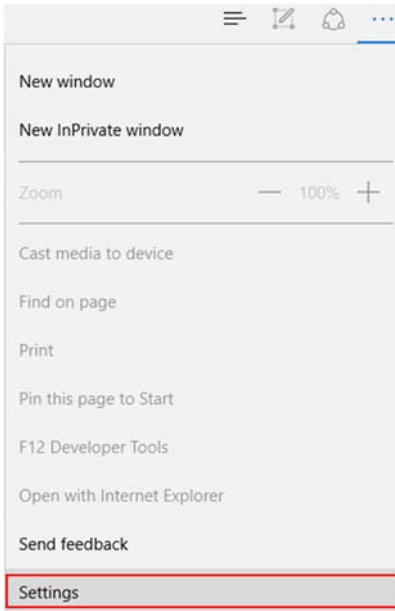 New window
New InPrivate window
Zoom — 100% +
Cast media to device
Find on page
Print
Pin this page to Start
F12 Developer Tools
Open with Internet Explorer
Send feedback
Settings